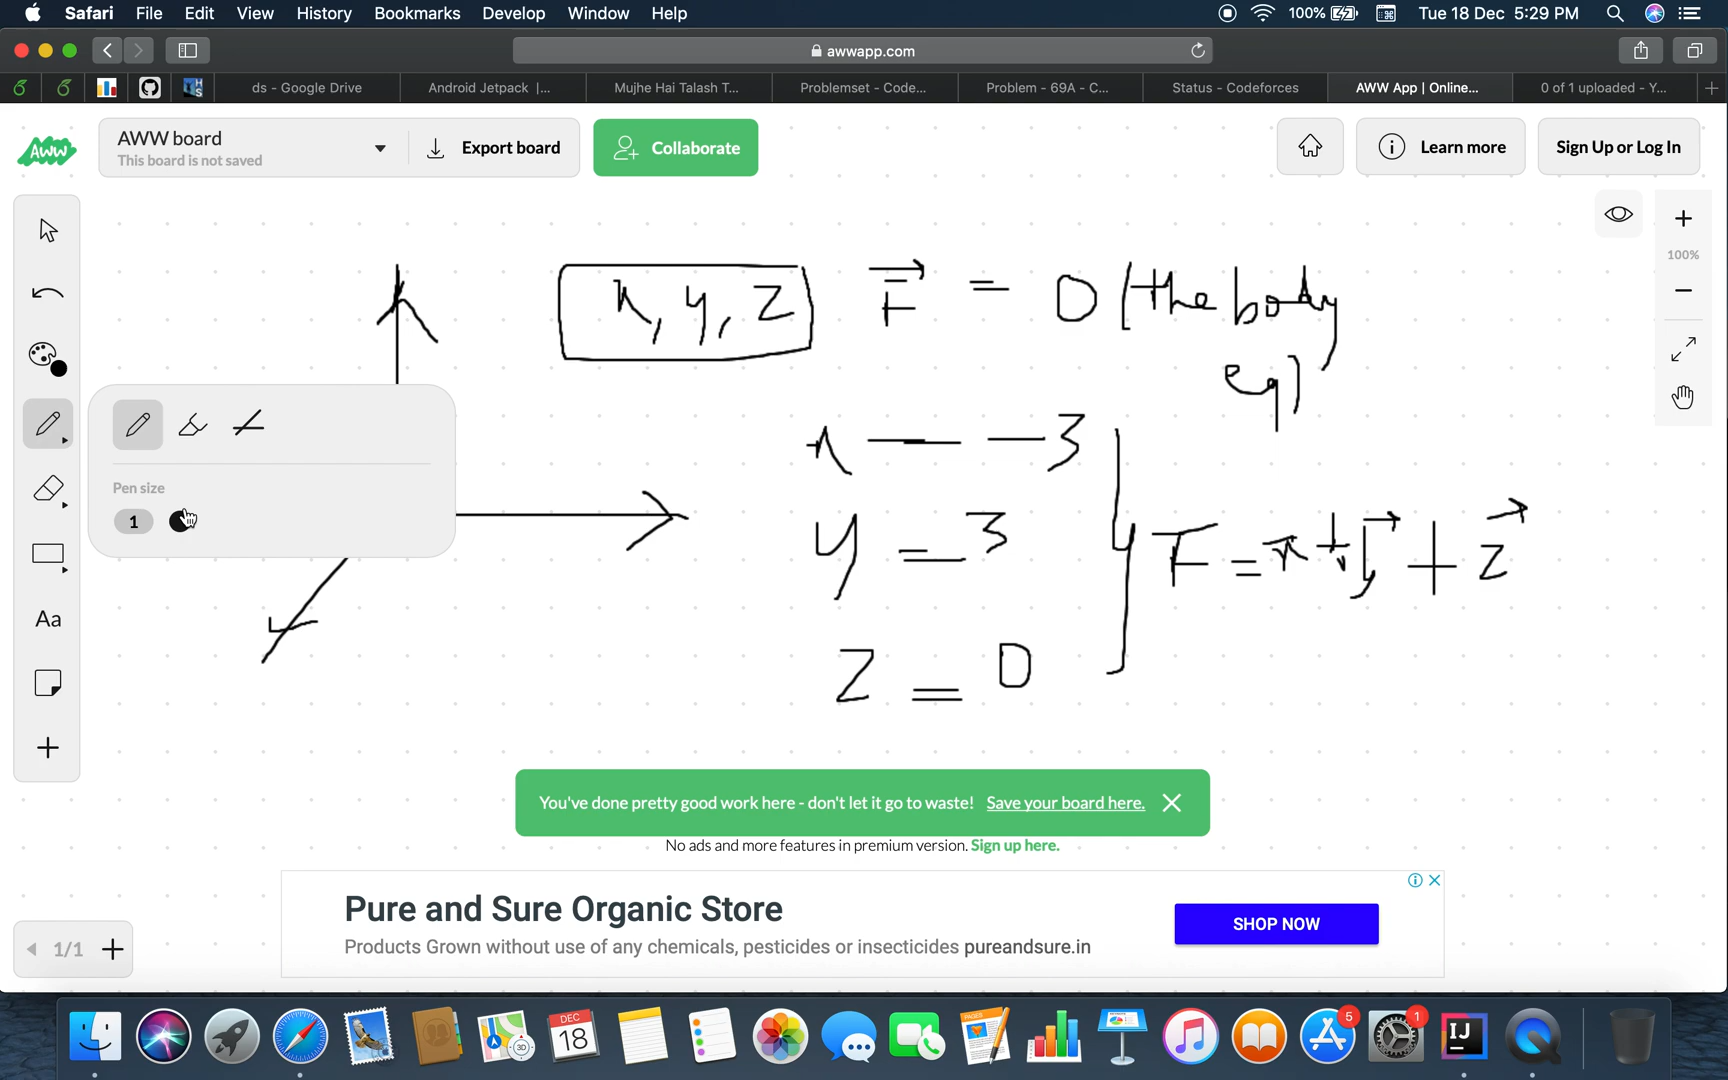 Safari File Edit View History Bookmarks Develop Window Help 100% Tue 18 Dec 5:29 PM
awwapp.com
ds - Google Drive Android Jetpack |... Mujhe Hai Talash T... Problemset - Code... Problem - 69A - C... Status - Codeforces AWW App | Online... 0 of 1 uploaded - Y...
AWW AWW board Export board Collaborate Learn more Sign Up or Log In
This board is not saved
100%
x, y, z F = 0 (the body
eq)
x — — 3
y = 3 F = x + y + z
z = 0
Pen size
1
Aa
You've done pretty good work here - don't let it go to waste! Save your board here.
No ads and more features in premium version. Sign up here.
Pure and Sure Organic Store
Products Grown without use of any chemicals, pesticides or insecticides pureandsure.in
SHOP NOW
1/1
DEC
18
3D
5
1
IJ